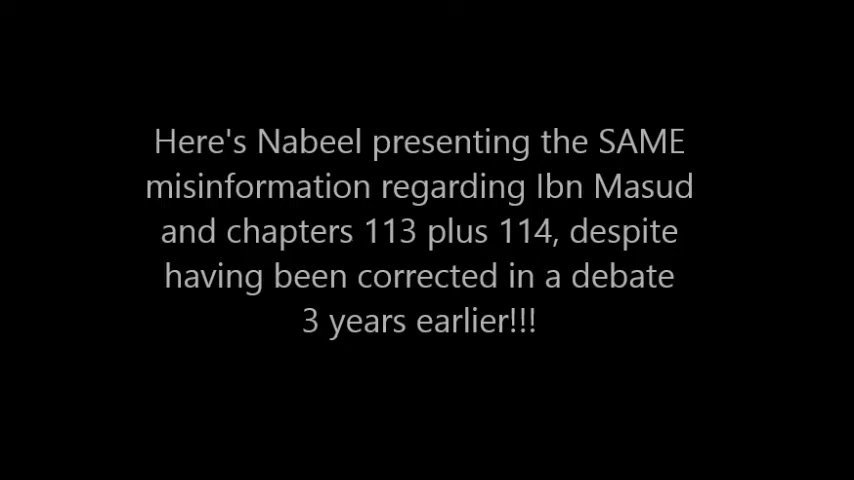 Here's Nabeel presenting the SAME
misinformation regarding Ibn Masud
and chapters 113 plus 114, despite
having been corrected in a debate
3 years earlier!!!